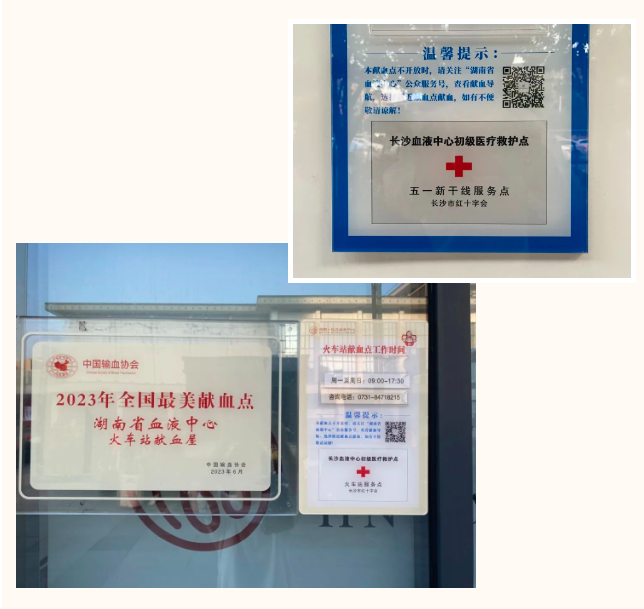 温馨提示:
本献血点不开放时，请关注“湖南省
血液中心”公众服务号，查看献血导
航，
献血点献血，如有不便
敬请谅解！
长沙血液中心初级医疗救护点
五一新干线服务点
长沙市红十字会
中国输血协会
2023年全国最美献血点
湖南省血液中心
火车站献血屋
中国输血协会
2023年6月
火车站献血点工作时间
周一至周日：09:00-17:30
咨询电话：0731-84718215
温馨提示:
长沙血液中心初级医疗救护点
火车站服务点
长沙市红十字会